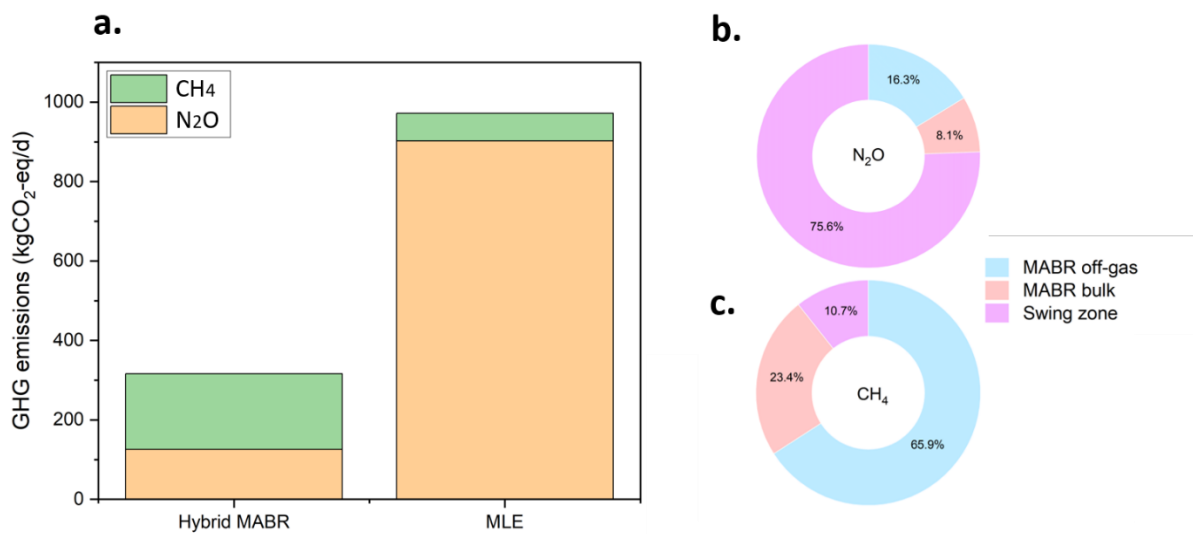 a.
CH4
N2O
GHG emissions (kgCO2-eq/d)
1000
800
600
400
200
0
Hybrid MABR
MLE
b.
16.3%
8.1%
75.6%
N2O
MABR off-gas
MABR bulk
Swing zone
c.
10.7%
23.4%
65.9%
CH4